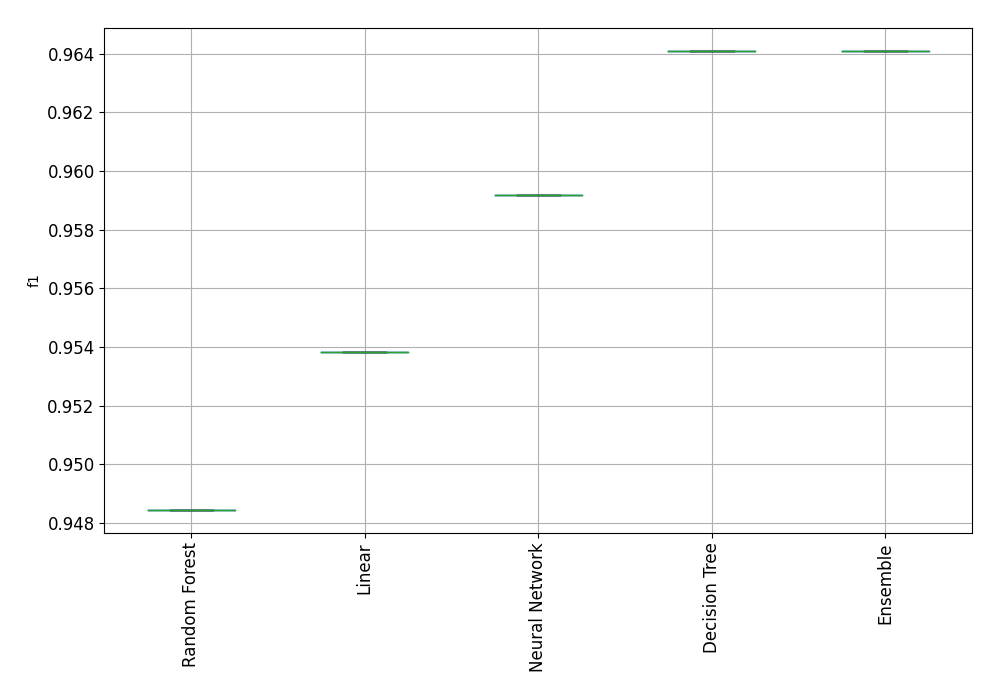 0.964
0.962
0.960
0.958
0.956
0.954
0.952
0.950
0.948
f1
Random Forest
Linear
Neural Network
Decision Tree
Ensemble